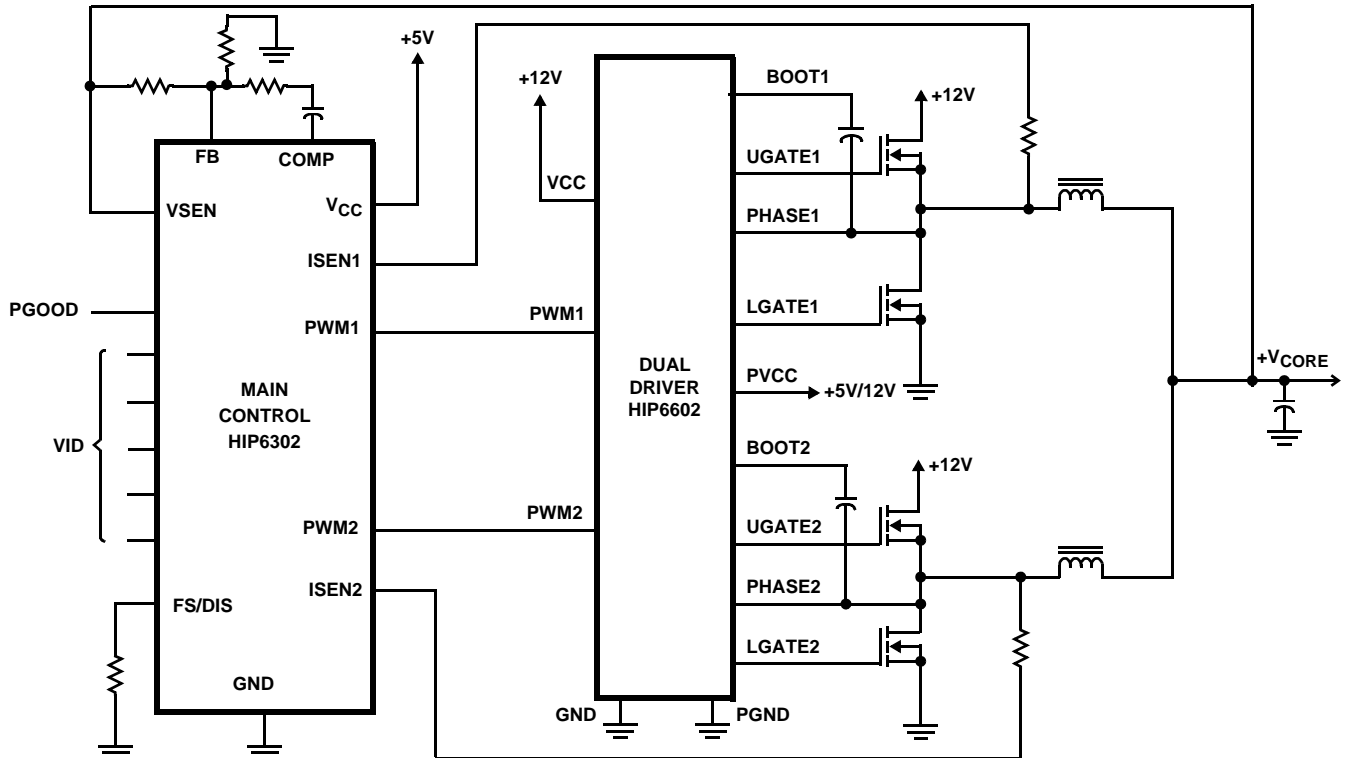 +5V
+12V
BOOT1
+12V
FB
COMP
UGATE1
VCC
VSEN
VCC
PHASE1
ISEN1
PGOOD
LGATE1
PWM1
PWM1
+VCORE
DUAL
DRIVER
HIP6602
PVCC
+5V/12V
MAIN
CONTROL
HIP6302
VID
BOOT2
+12V
PWM2
PWM2
UGATE2
ISEN2
PHASE2
FS/DIS
LGATE2
GND
GND
PGND